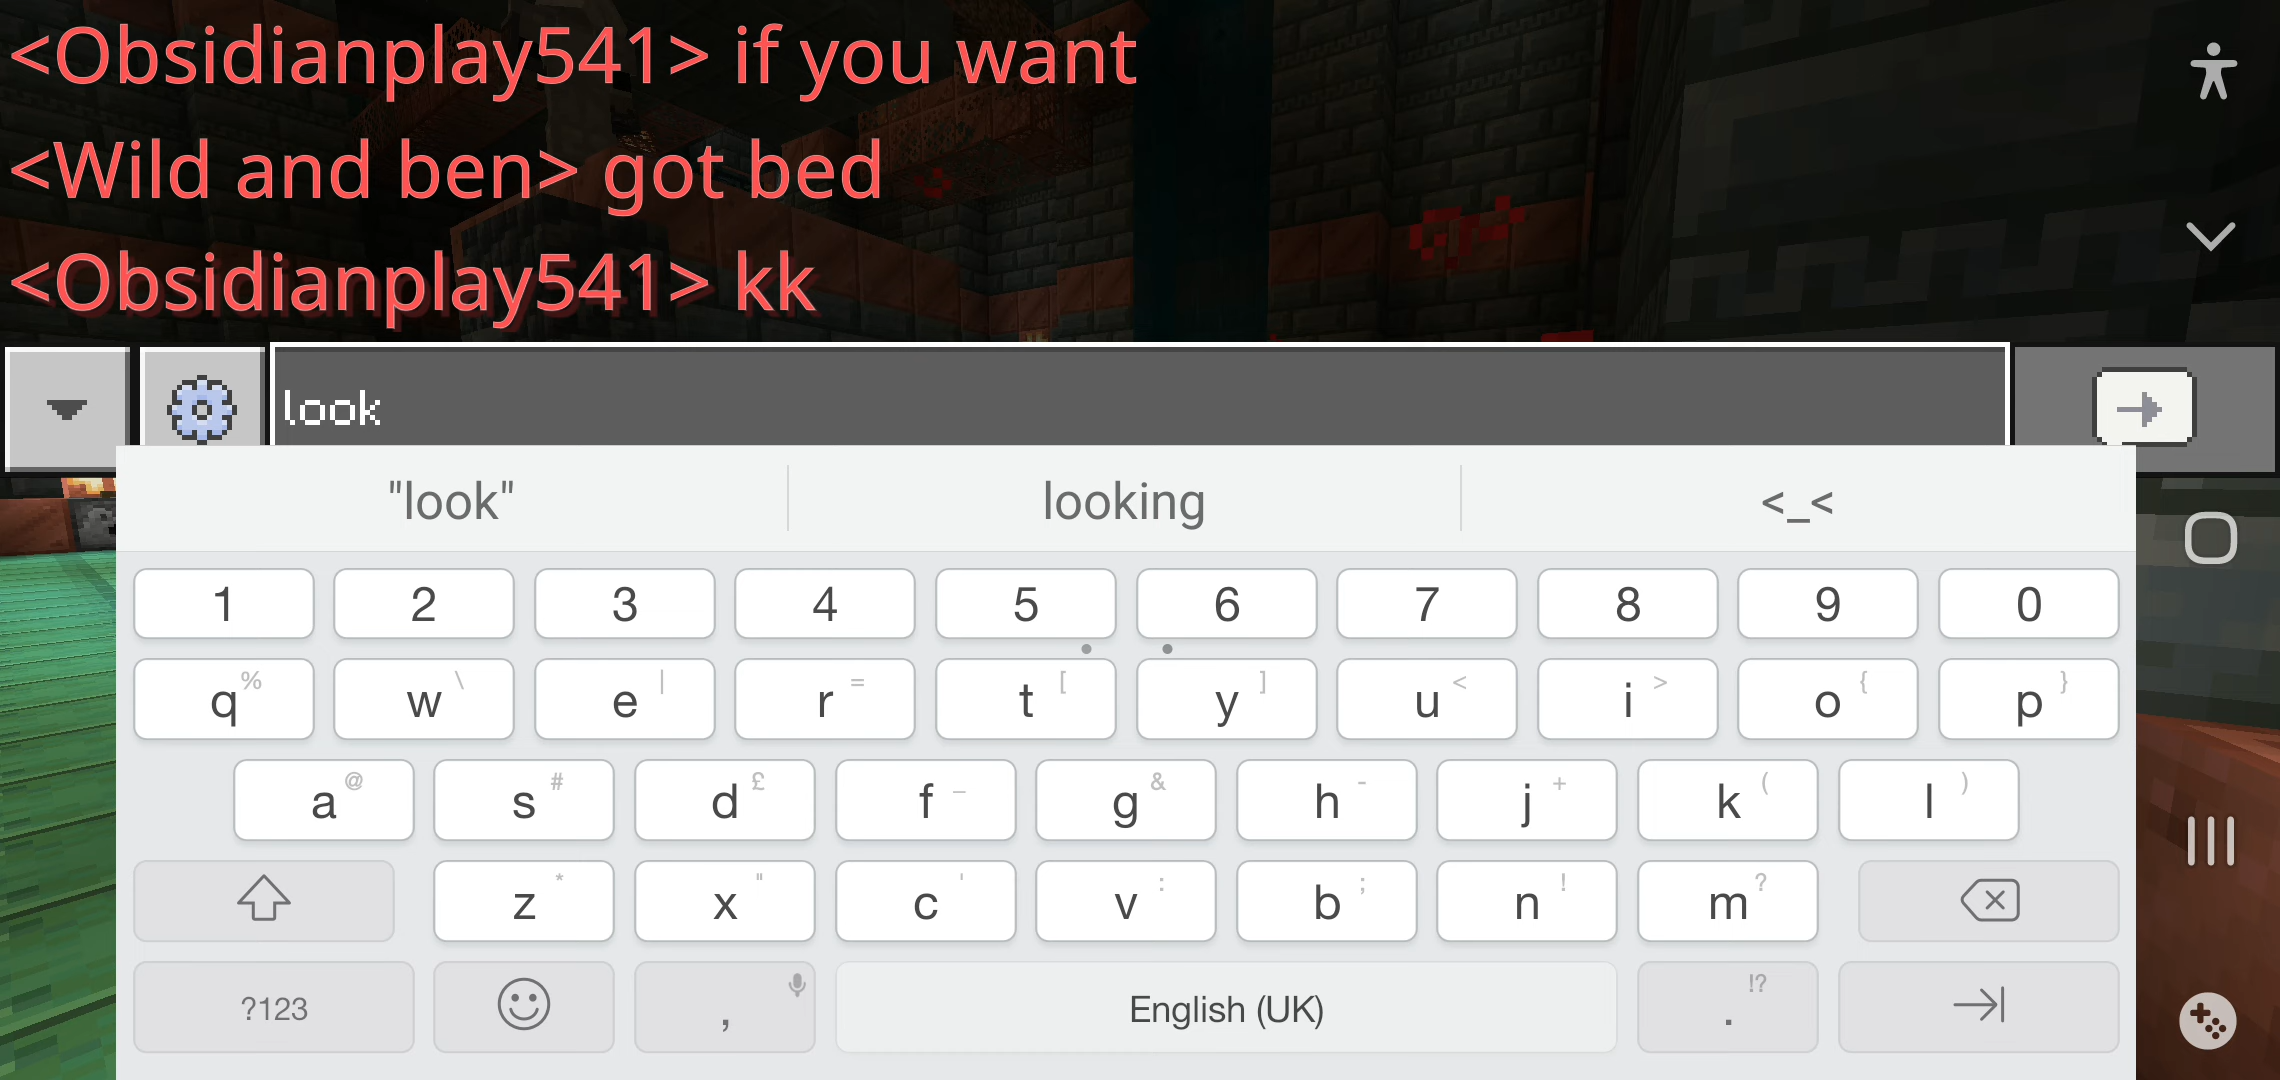 <Obsidianplay541> if you want
<Wild and ben> got bed
<Obsidianplay541> kk
look
"look" looking <_<
1 2 3 4 5 6 7 8 9 0
q% w\ e| r= t[ y] u< i> o{ p}
a@ s# d£ f_ g& h- j+ k( l)
z* x" c' v: b; n! m?
?123 , English (UK) . !?